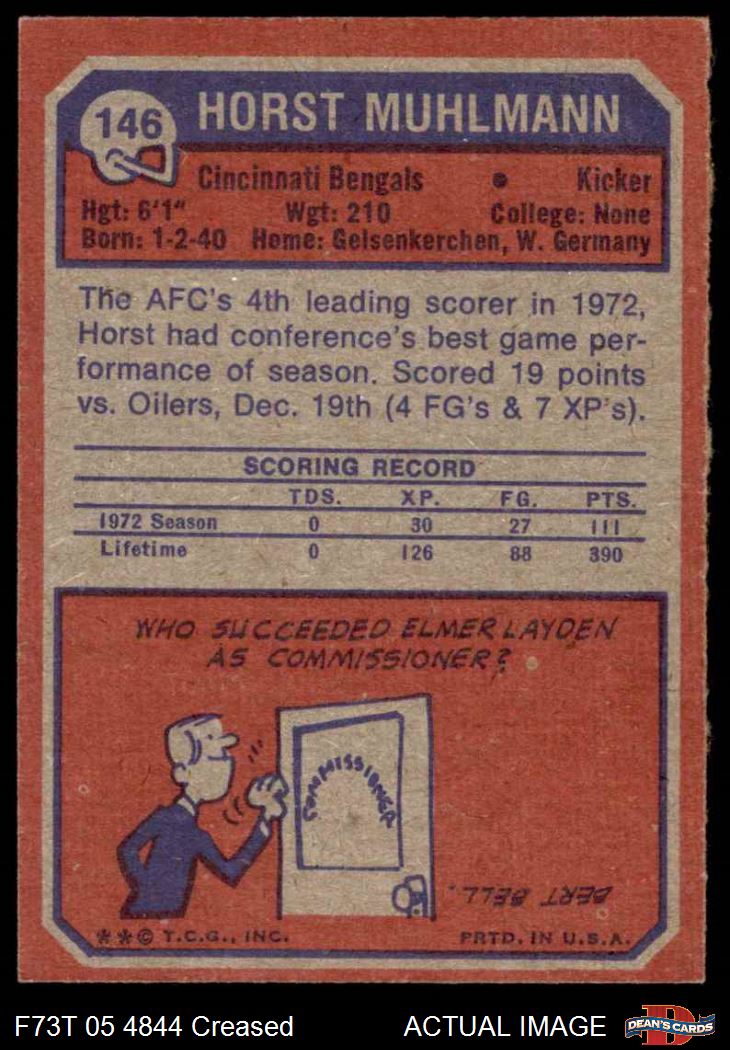 146
HORST MUHLMANN
Cincinnati Bengals • Kicker
Hgt: 6'1" Wgt: 210 College: None
Born: 1-2-40 Home: Gelsenkerchen, W. Germany
The AFC's 4th leading scorer in 1972,
Horst had conference's best game per-
formance of season. Scored 19 points
vs. Oilers, Dec. 19th (4 FG's & 7 XP's).
SCORING RECORD
TDS. XP. FG. PTS.
1972 Season 0 30 27 111
Lifetime 0 126 88 390
WHO SUCCEEDED ELMER LAYDEN
AS COMMISSIONER?
COMMISSIONER
BERT BELL.
**© T.C.G., INC. PRTD. IN U.S.A.
F73T 05 4844 Creased ACTUAL IMAGE
D
DEAN'S CARDS